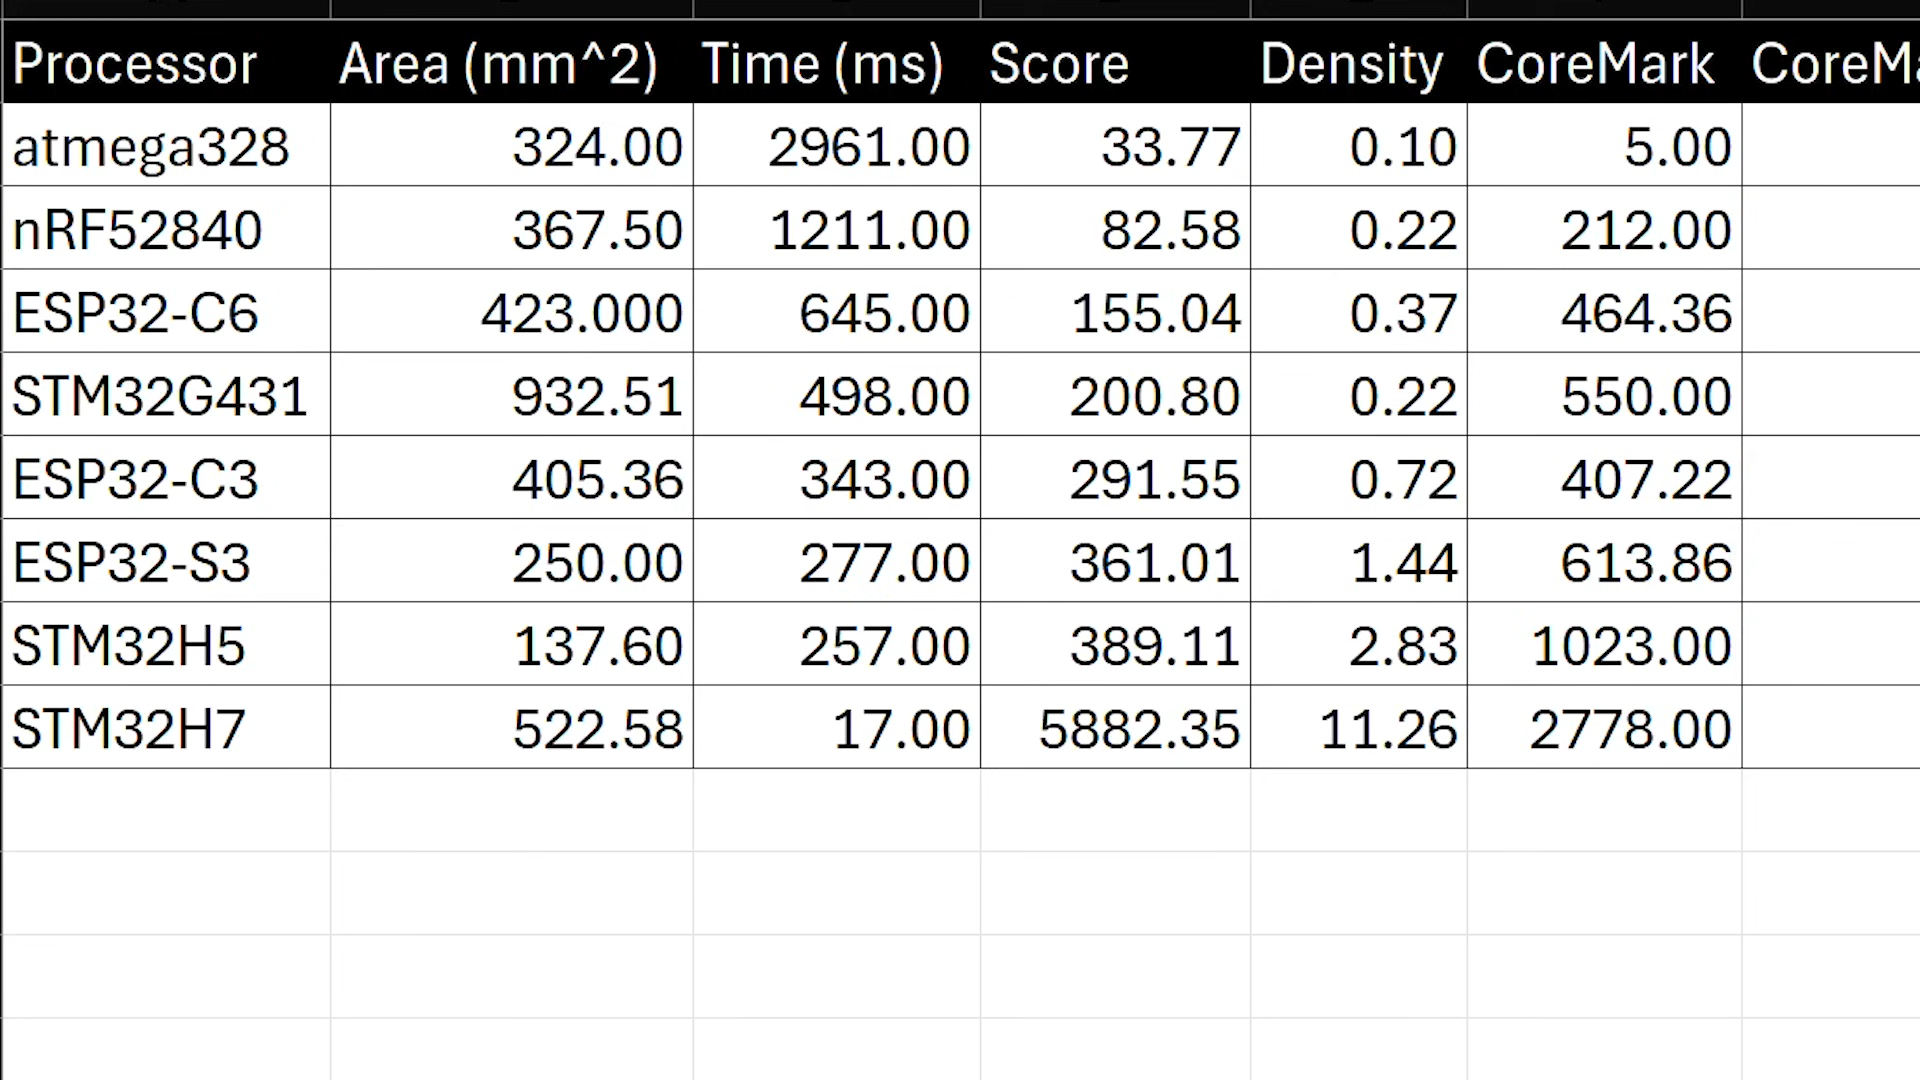 Processor Area (mm^2) Time (ms) Score Density CoreMark CoreM
atmega328 324.00 2961.00 33.77 0.10 5.00
nRF52840 367.50 1211.00 82.58 0.22 212.00
ESP32-C6 423.000 645.00 155.04 0.37 464.36
STM32G431 932.51 498.00 200.80 0.22 550.00
ESP32-C3 405.36 343.00 291.55 0.72 407.22
ESP32-S3 250.00 277.00 361.01 1.44 613.86
STM32H5 137.60 257.00 389.11 2.83 1023.00
STM32H7 522.58 17.00 5882.35 11.26 2778.00